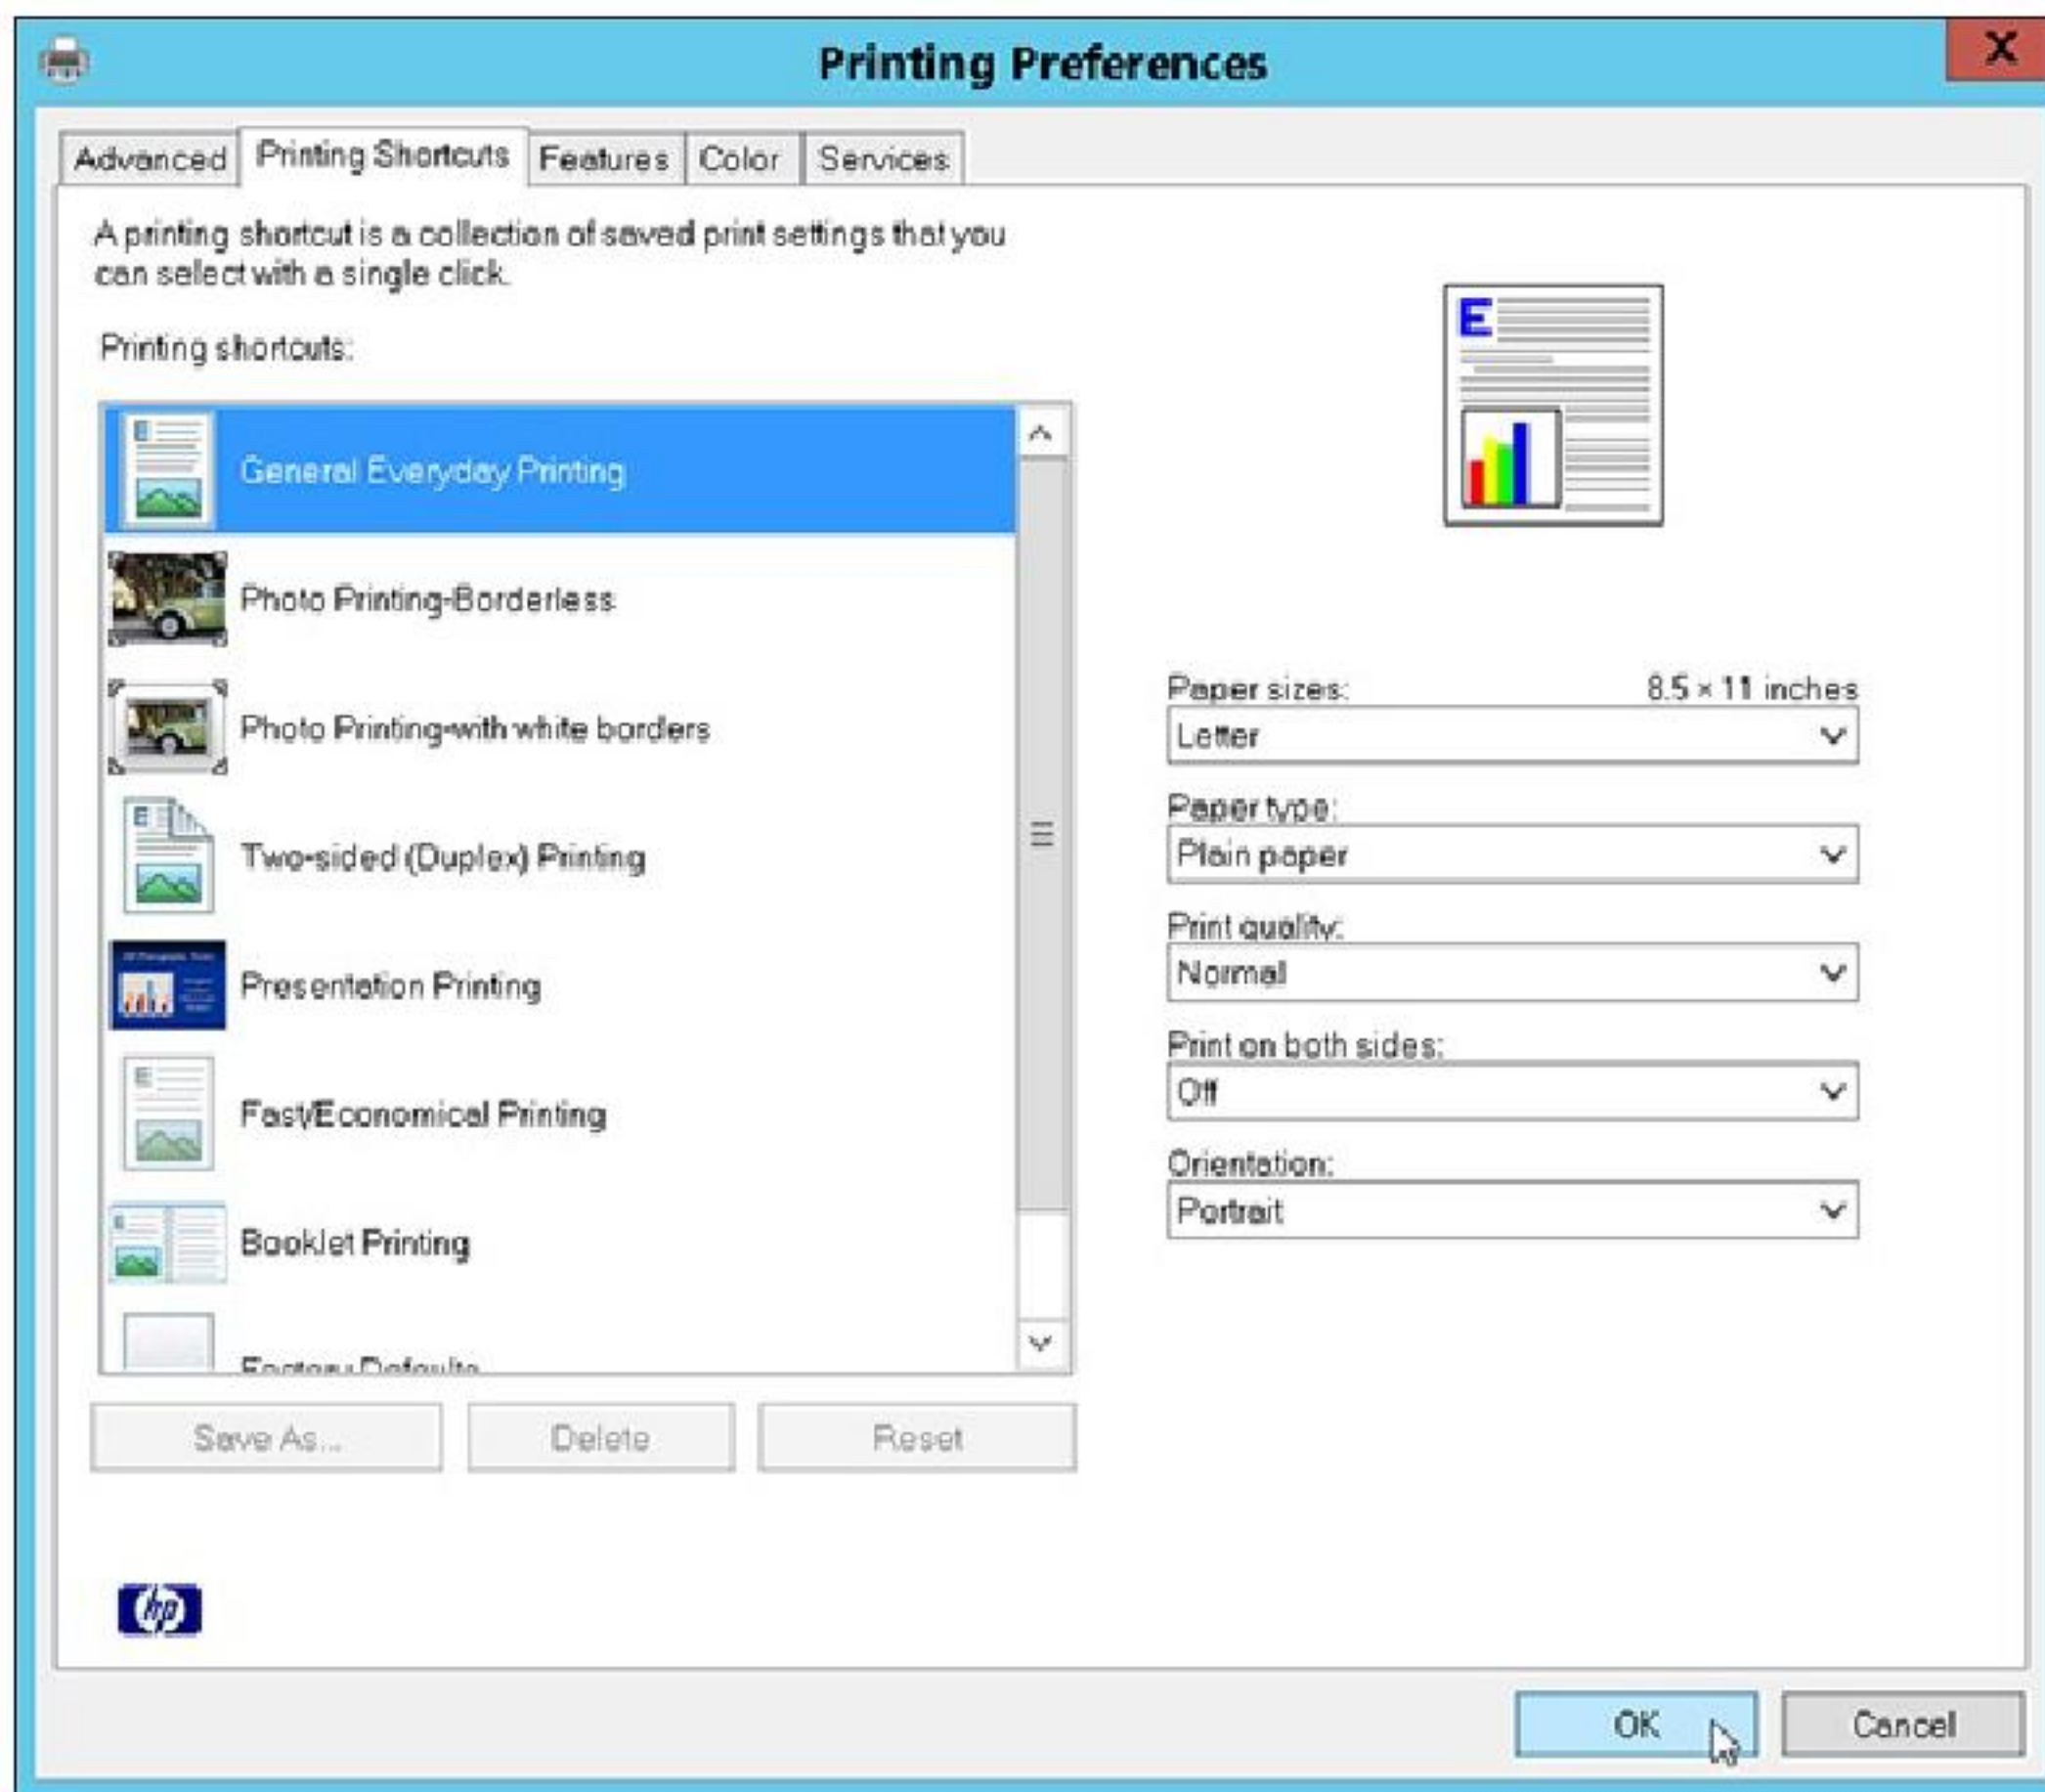 Printing Preferences
X
Advanced
Printing Shortcuts
Features
Color
Services
A printing shortcut is a collection of saved print settings that you
can select with a single click.
Printing shortcuts:
General Everyday Printing
Photo Printing-Borderless
Photo Printing-with white borders
Two-sided (Duplex) Printing
Presentation Printing
Fast/Economical Printing
Booklet Printing
Factory Defaults
Save As...
Delete
Reset
E
Paper sizes: 8.5 × 11 inches
Letter
Paper type:
Plain paper
Print quality:
Normal
Print on both sides:
Off
Orientation:
Portrait
hp
OK
Cancel